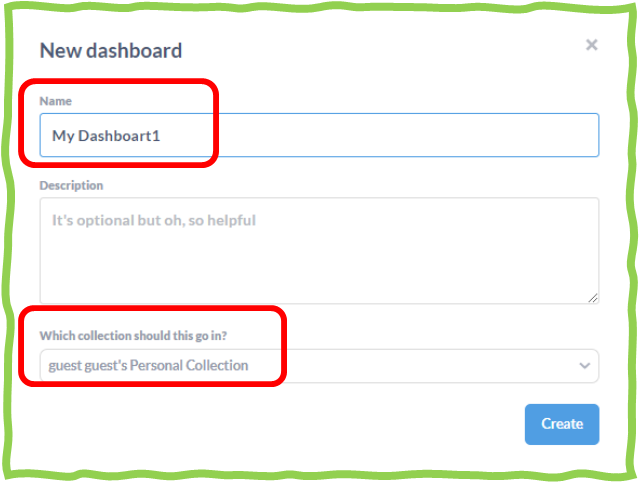 New dashboard
×
Name
My Dashboart1
Description
It's optional but oh, so helpful
Which collection should this go in?
guest guest's Personal Collection
Create